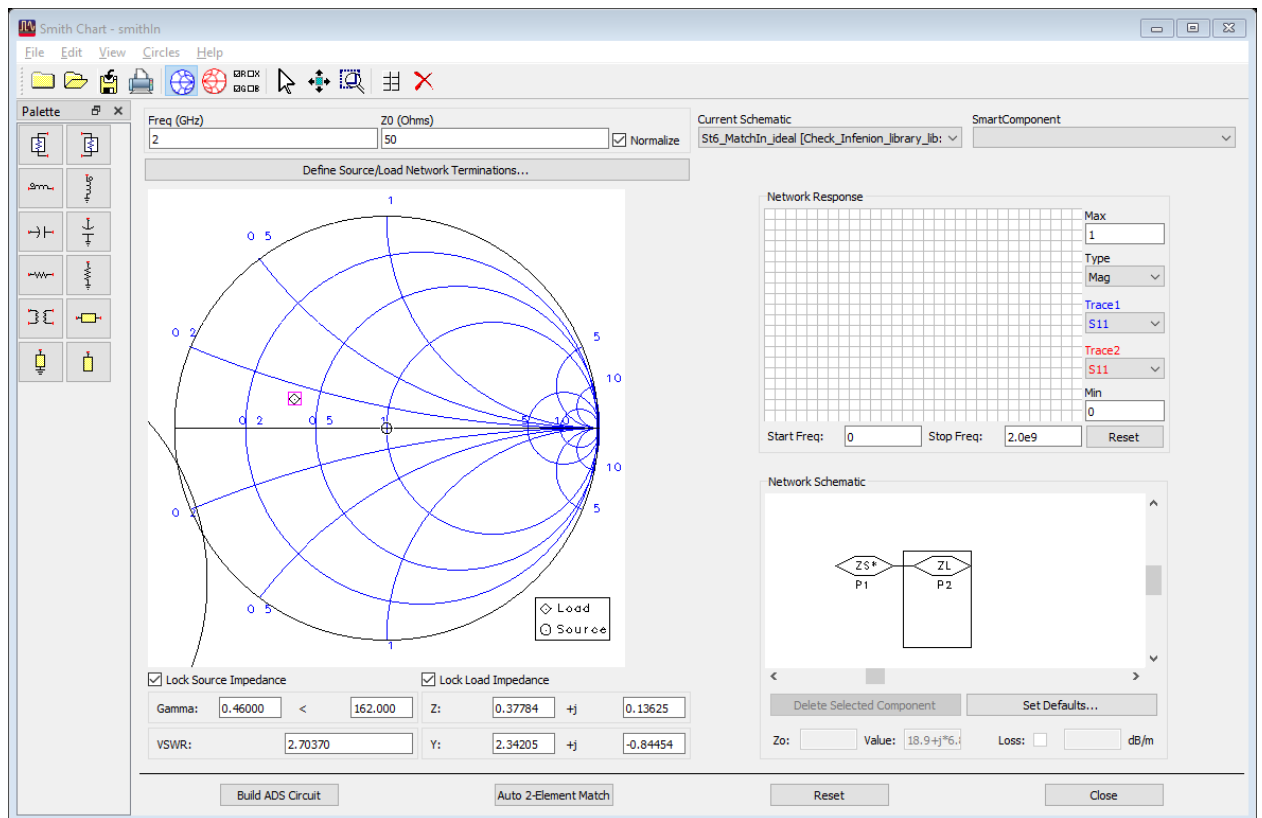 Smith Chart - smithIn
File Edit View Circles Help
Palette
Freq (GHz)
Z0 (Ohms)
2
50
Normalize
Current Schematic
SmartComponent
St6_MatchIn_ideal [Check_Infenion_library_lib:
Define Source/Load Network Terminations...
1
0 5
0 2
5
10
0 2
0 5
1
5
10
10
0 2
5
0 5
1
Load
Source
Network Response
Max
1
Type
Mag
Trace1
S11
Trace2
S11
Min
0
Start Freq:
0
Stop Freq:
2.0e9
Reset
Network Schematic
ZS*
ZL
P1
P2
Lock Source Impedance
Lock Load Impedance
Gamma:
0.46000
<
162.000
Z:
0.37784
+j
0.13625
VSWR:
2.70370
Y:
2.34205
+j
-0.84454
Delete Selected Component
Set Defaults...
Zo:
Value:
18.9+j*6.
Loss:
dB/m
Build ADS Circuit
Auto 2-Element Match
Reset
Close